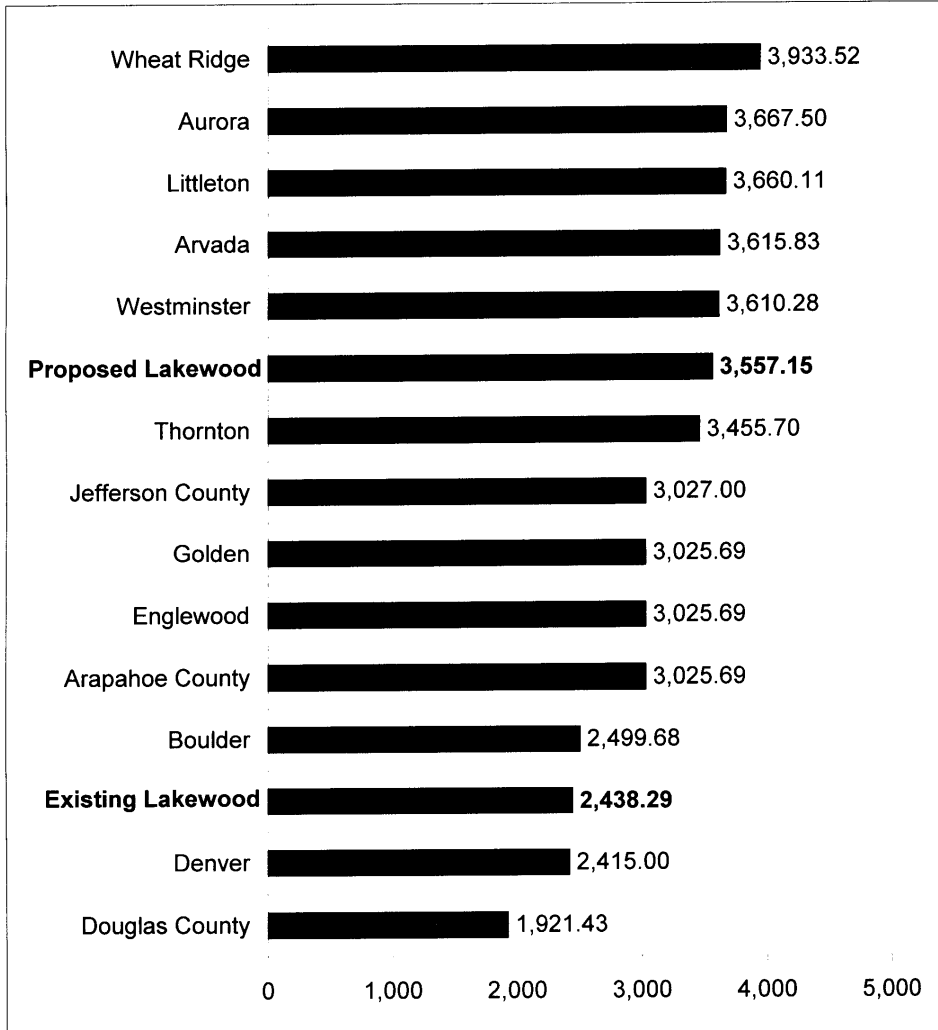 Wheat Ridge 3,933.52
Aurora 3,667.50
Littleton 3,660.11
Arvada 3,615.83
Westminster 3,610.28
Proposed Lakewood 3,557.15
Thornton 3,455.70
Jefferson County 3,027.00
Golden 3,025.69
Englewood 3,025.69
Arapahoe County 3,025.69
Boulder 2,499.68
Existing Lakewood 2,438.29
Denver 2,415.00
Douglas County 1,921.43
0 1,000 2,000 3,000 4,000 5,000